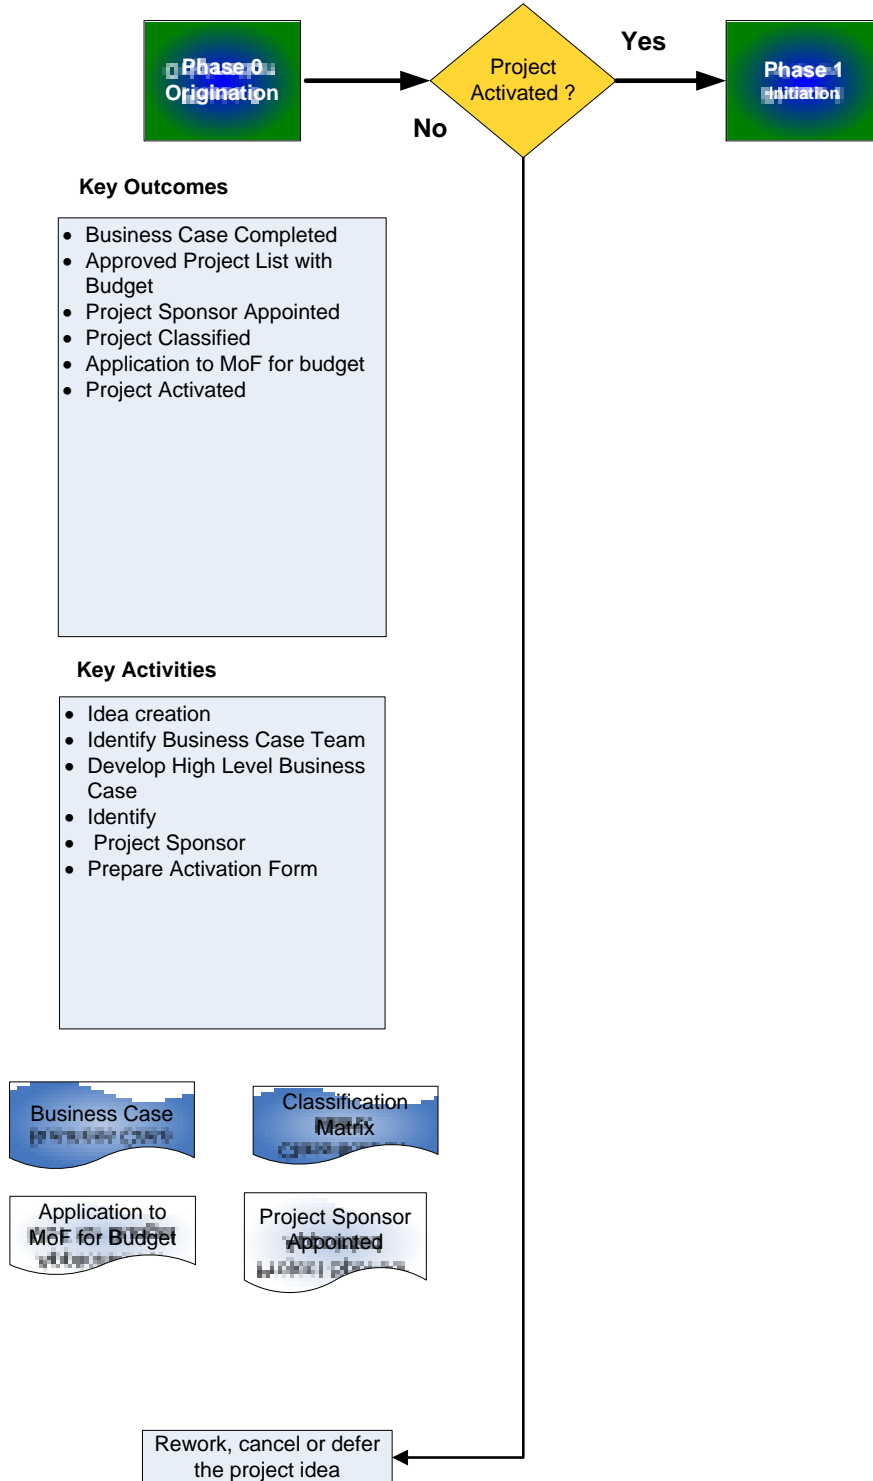 Phase 0
Origination
Project
Activated ?
Yes
Phase 1
Initiation
No
Key Outcomes
• Business Case Completed
• Approved Project List with
Budget
• Project Sponsor Appointed
• Project Classified
• Application to MoF for budget
• Project Activated
Key Activities
• Idea creation
• Identify Business Case Team
• Develop High Level Business
Case
• Identify
• Project Sponsor
• Prepare Activation Form
Business Case
Classification
Matrix
Application to
MoF for Budget
Project Sponsor
Appointed
Rework, cancel or defer
the project idea